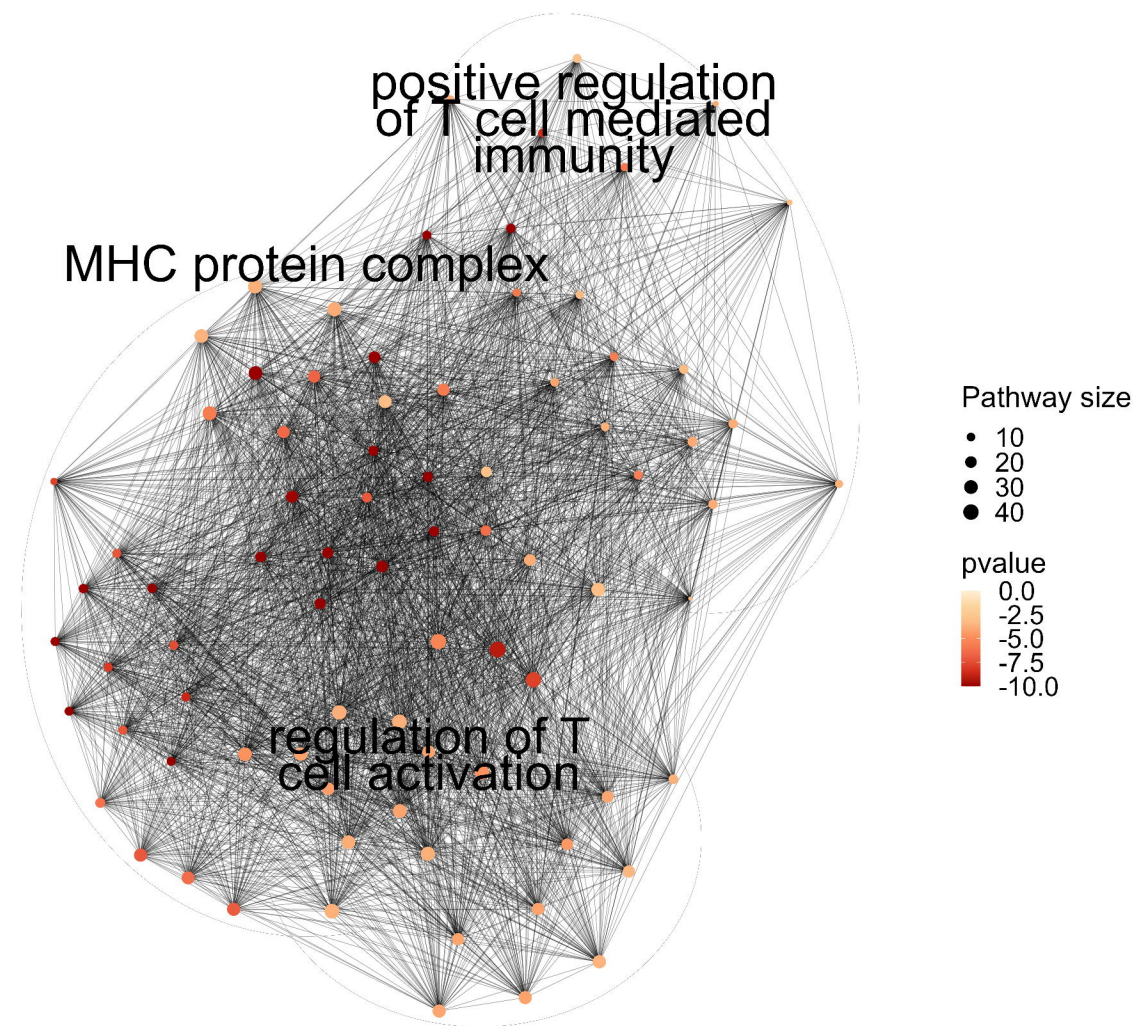 positive regulation
of T cell mediated
immunity
MHC protein complex
regulation of T
cell activation
Pathway size
10
20
30
40
pvalue
0.0
-2.5
-5.0
-7.5
-10.0